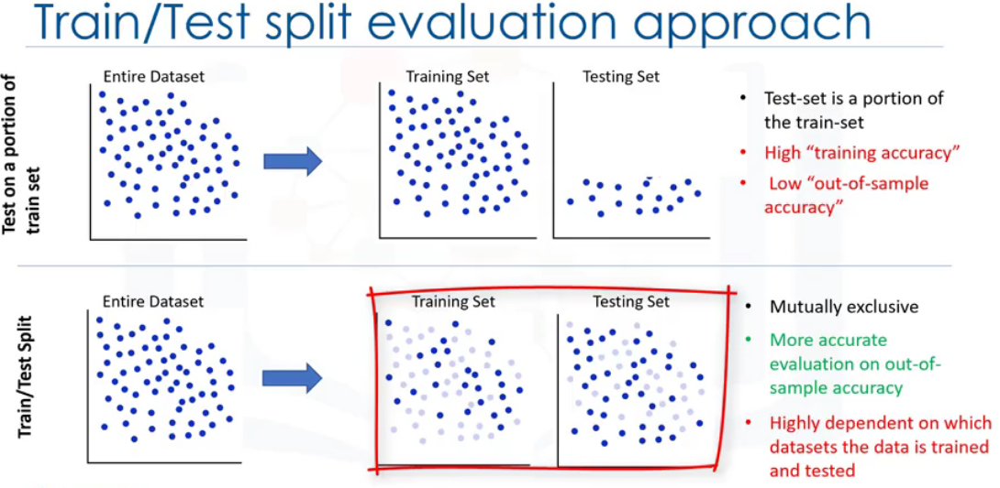 Train/Test split evaluation approach
Test on a portion of
train set
Entire Dataset
Training Set
Testing Set
• Test-set is a portion of
the train-set
• High “training accuracy”
• Low “out-of-sample
accuracy”
Train/Test Split
Entire Dataset
Training Set
Testing Set
• Mutually exclusive
• More accurate
evaluation on out-of-
sample accuracy
• Highly dependent on which
datasets the data is trained
and tested